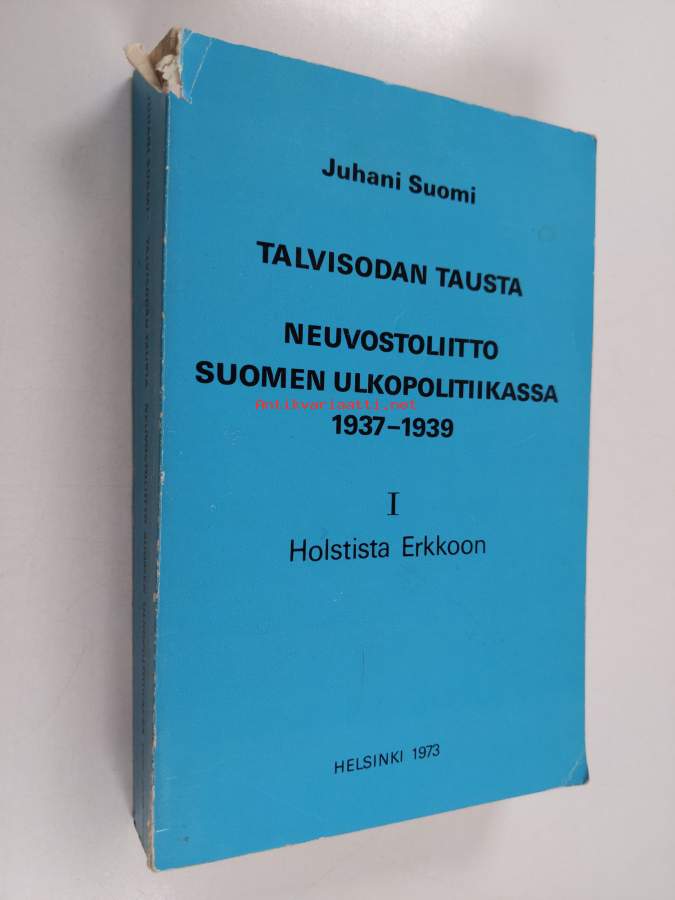 Juhani Suomi
TALVISODAN TAUSTA
NEUVOSTOLIITTO
SUOMEN ULKOPOLITIIKASSA
Antikvariaatti.net
1937–1939
I
Holstista Erkkoon
HELSINKI 1973